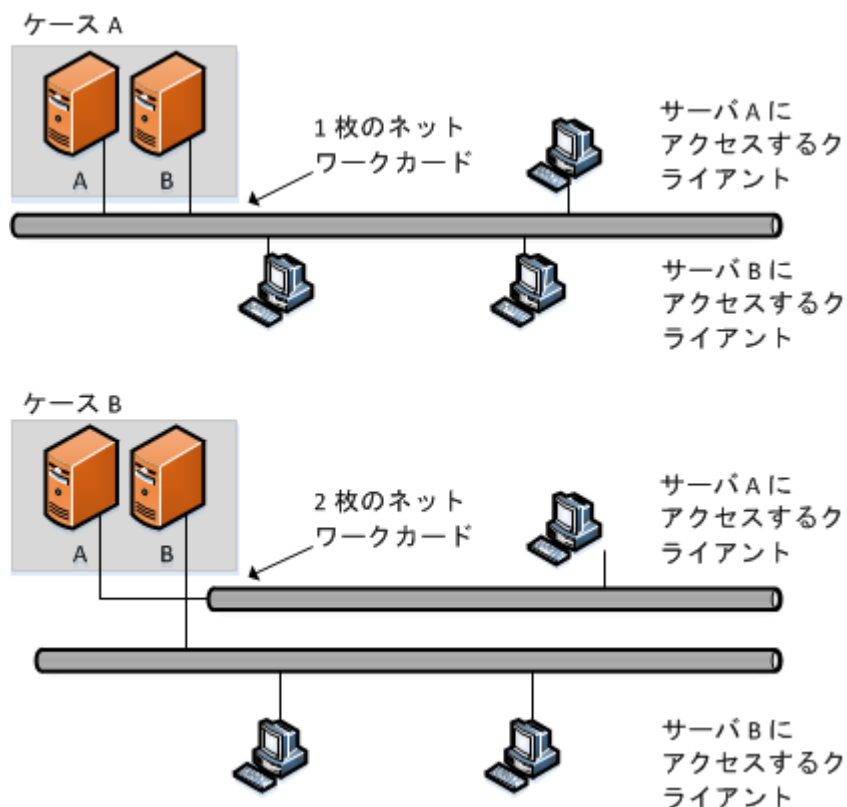 ケース A
A
B
1 枚のネット
ワークカード
サーバ A に
アクセスするク
ライアント
サーバ B に
アクセスするク
ライアント
ケース B
A
B
2 枚のネット
ワークカード
サーバ A に
アクセスするク
ライアント
サーバ B に
アクセスするク
ライアント